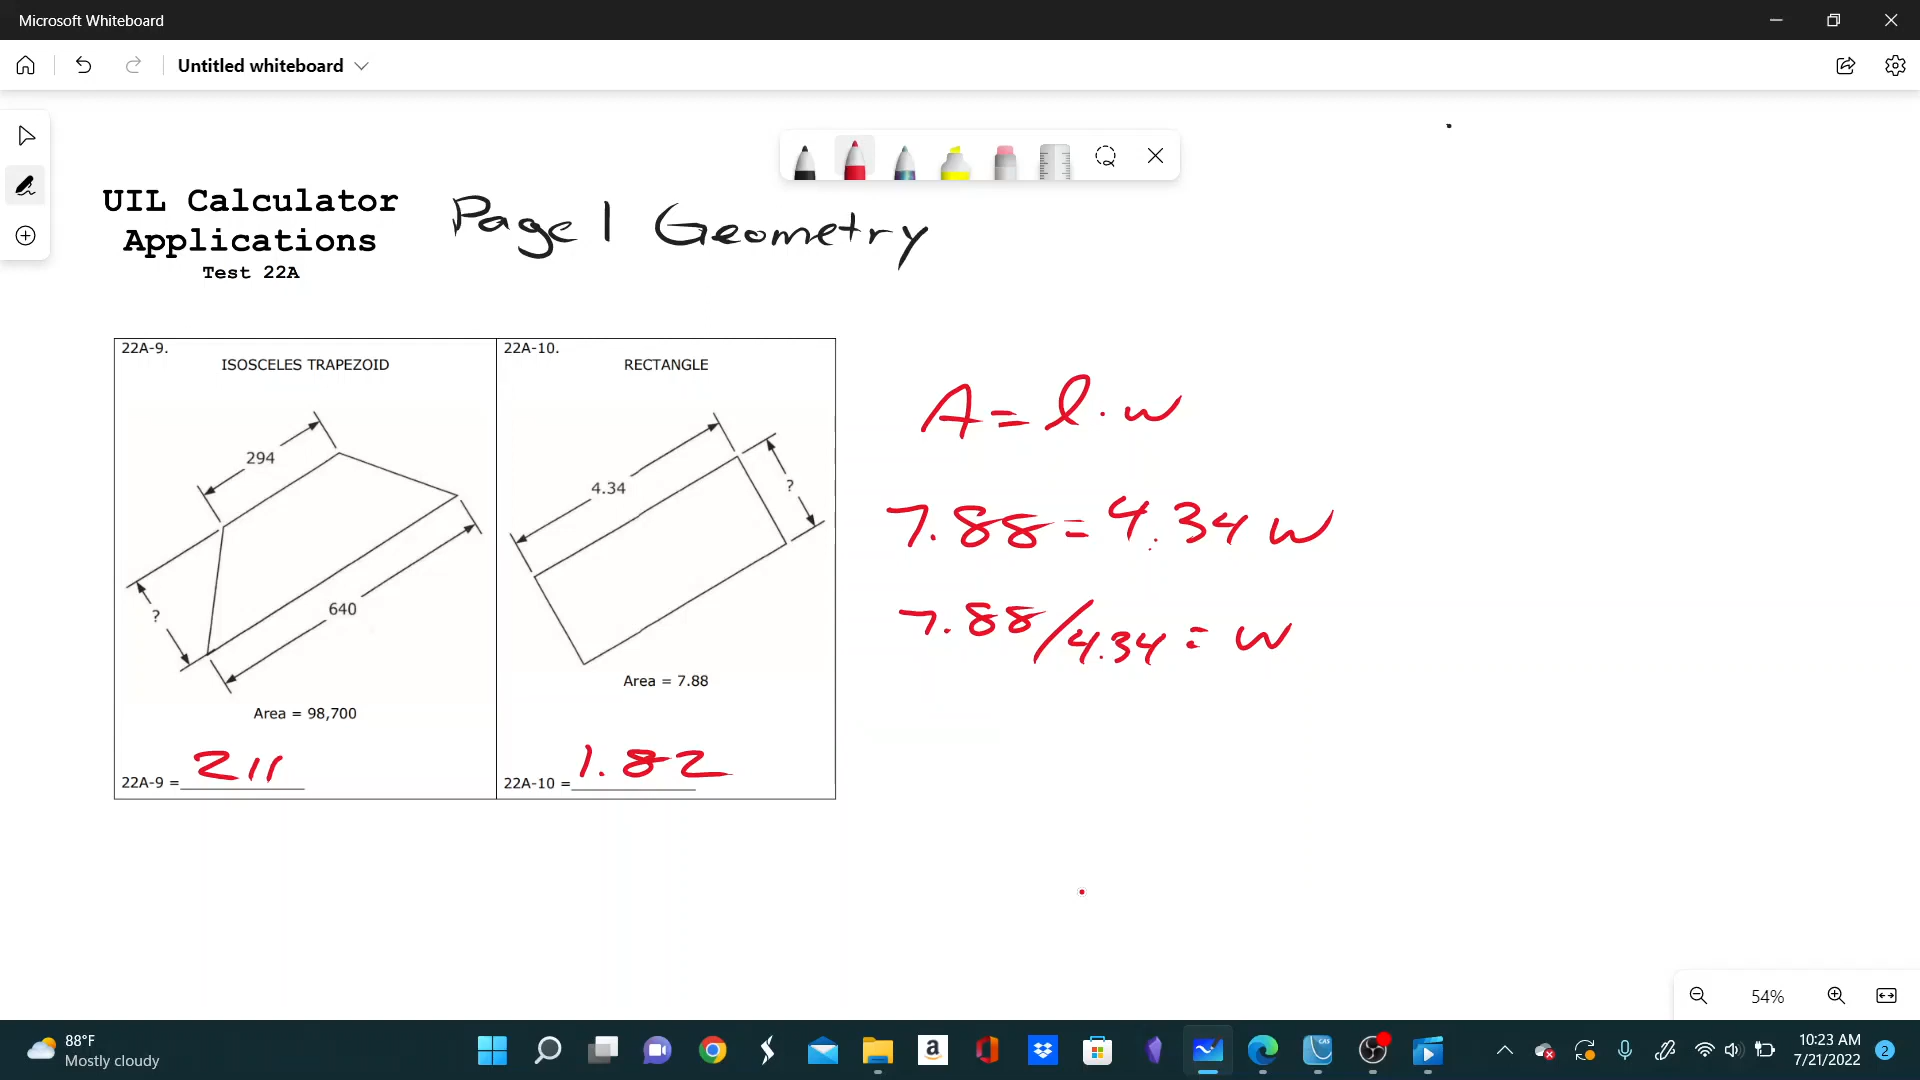 Microsoft Whiteboard
Untitled whiteboard
UIL Calculator
Applications
Test 22A
Page 1 Geometry
22A-9.
ISOSCELES TRAPEZOID
294
?
640
Area = 98,700
22A-9 = 211
22A-10.
RECTANGLE
4.34
?
Area = 7.88
22A-10 = 1.82
A = l · w
7.88 = 4.34 w
7.88/4.34 = w
54%
88°F
Mostly cloudy
a
CAS
10:23 AM
7/21/2022
2